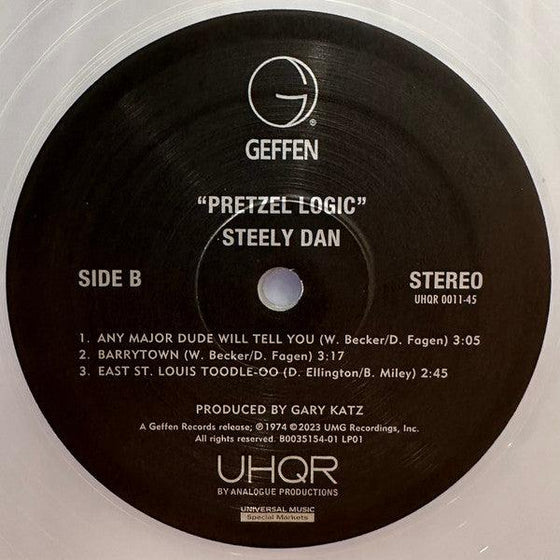 G®
GEFFEN
“PRETZEL LOGIC”
STEELY DAN
SIDE B
STEREO
UHQR 0011-45
1. ANY MAJOR DUDE WILL TELL YOU (W. Becker/D. Fagen) 3:05
2. BARRYTOWN (W. Becker/D. Fagen) 3:17
3. EAST ST. LOUIS TOODLE-OO (D. Ellington/B. Miley) 2:45
PRODUCED BY GARY KATZ
A Geffen Records release; ℗1974 ©2023 UMG Recordings, Inc.
All rights reserved. B0035154-01 LP01
UHQR
BY ANALOGUE PRODUCTIONS
UNIVERSAL MUSIC
Special Markets